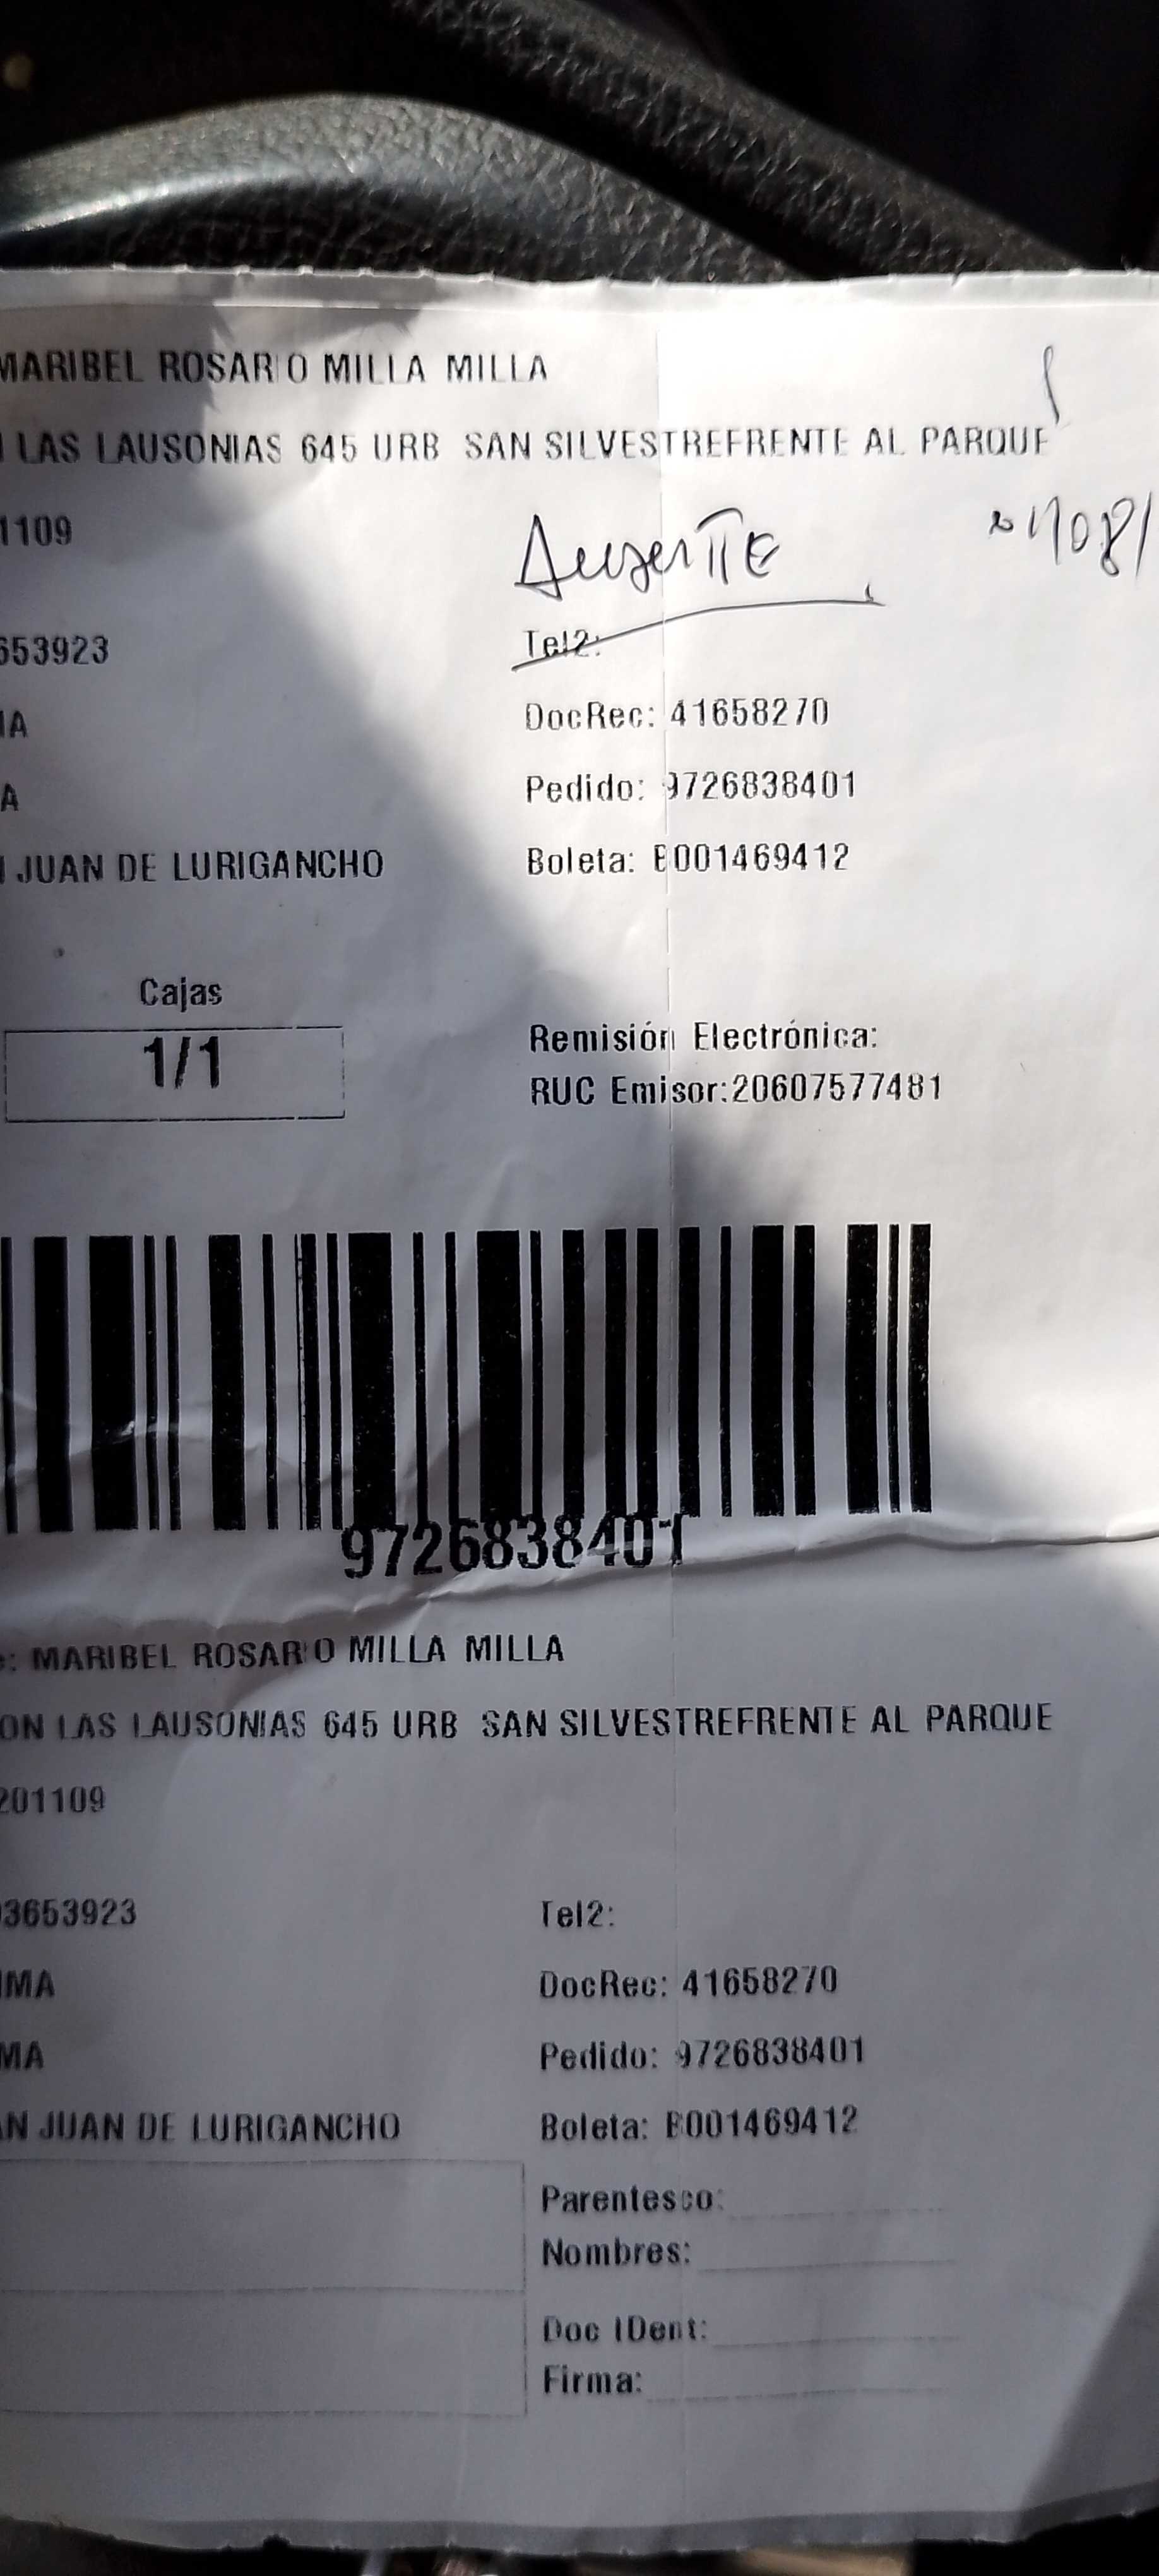 MARIBEL ROSARIO MILLA MILLA
LAS LAUSONIAS 645 URB SAN SILVESTREFRENTE AL PARQUE
1109
Ausente
653923
Tel2:
MA
DocRec: 41658270
A
Pedido: 9726838401
JUAN DE LURIGANCHO
Boleta: B001469412
Cajas
1/1
Remisión Electrónica:
RUC Emisor:20607577481
9726838401
: MARIBEL ROSARIO MILLA MILLA
ON LAS LAUSONIAS 645 URB SAN SILVESTREFRENTE AL PARQUE
201109
3653923
Tel2:
MA
DocRec: 41658270
MA
Pedido: 9726838401
AN JUAN DE LURIGANCHO
Boleta: B001469412
Parentesco:
Nombres:
Doc IDent:
Firma: